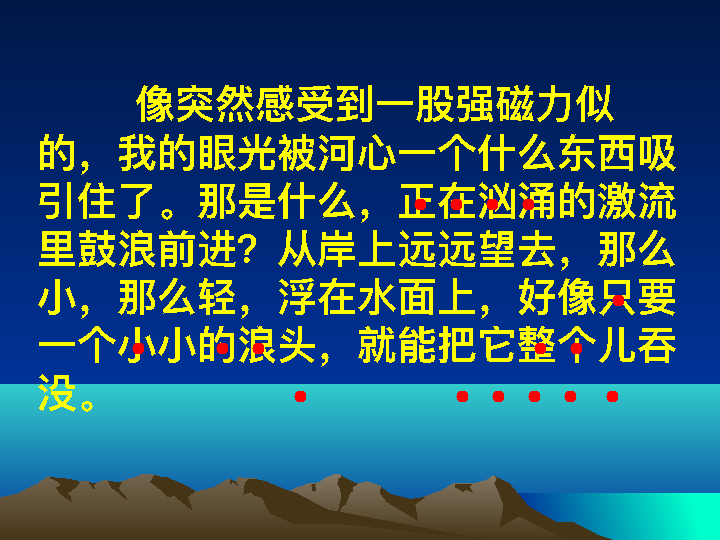 像突然感受到一股强磁力似
的，我的眼光被河心一个什么东西吸
引住了。那是什么，正在汹涌的激流
里鼓浪前进？从岸上远远望去，那么
小，那么轻，浮在水面上，好像只要
一个小小的浪头，就能把它整个儿吞
没。